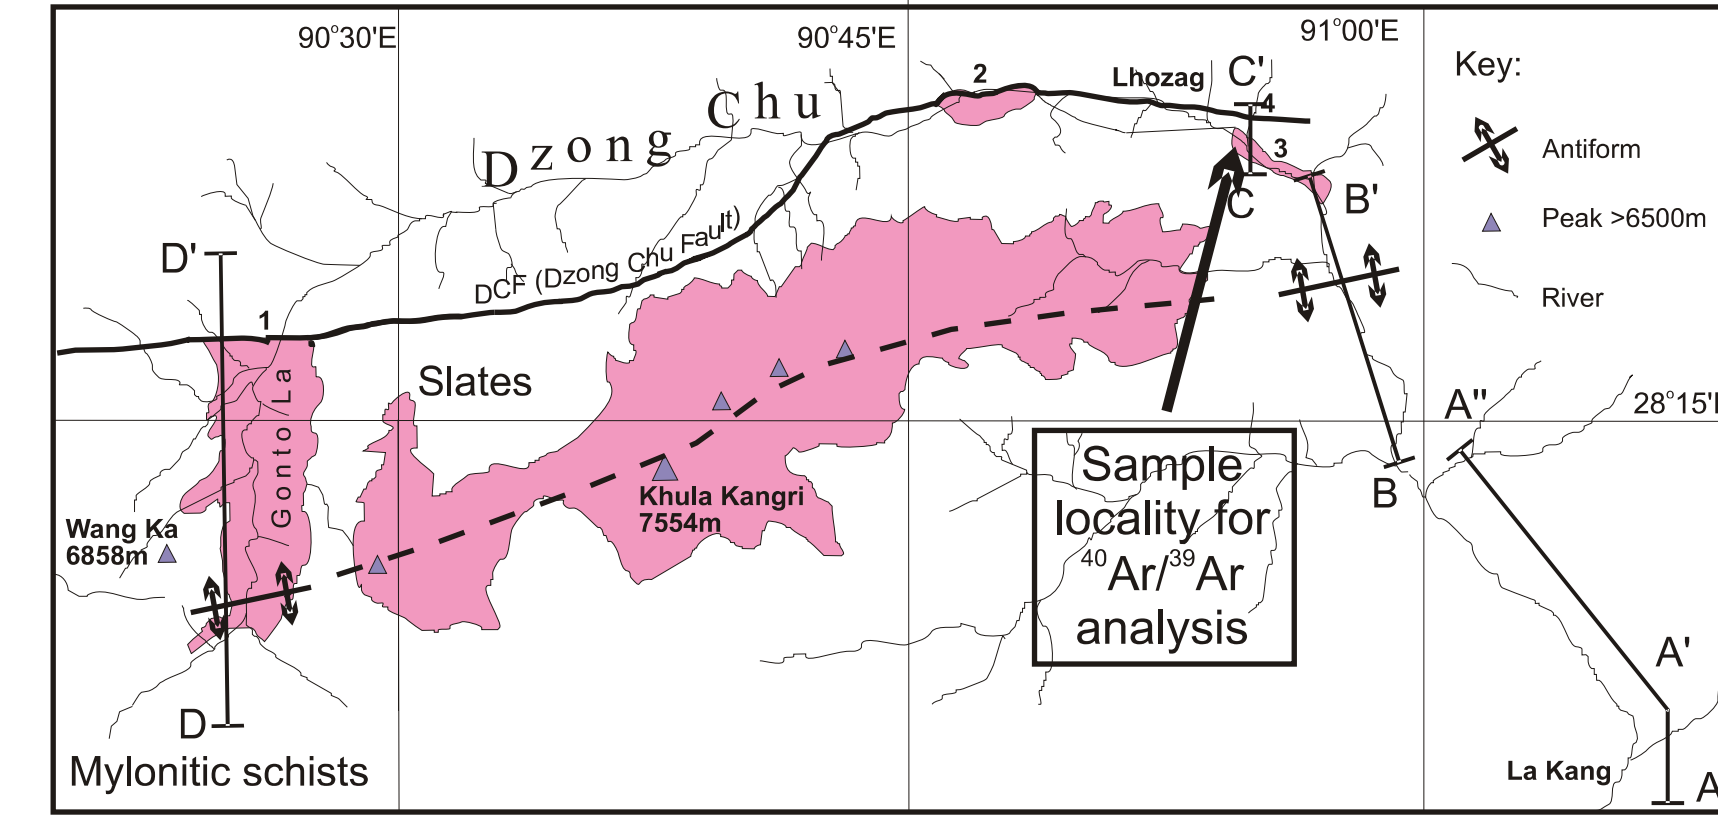 90°30'E
90°45'E
91°00'E
Key:
Antiform
Peak >6500m
River
2
Lhozag
C'
4
3
C
B'
Dzong Chu
DCF (Dzong Chu Fault)
D'
1
Gonto La
Slates
A"
28°15'
Khula Kangri
7554m
Wang Ka
6858m
Sample
locality for
40Ar/39Ar
analysis
B
A'
D
Mylonitic schists
La Kang
A